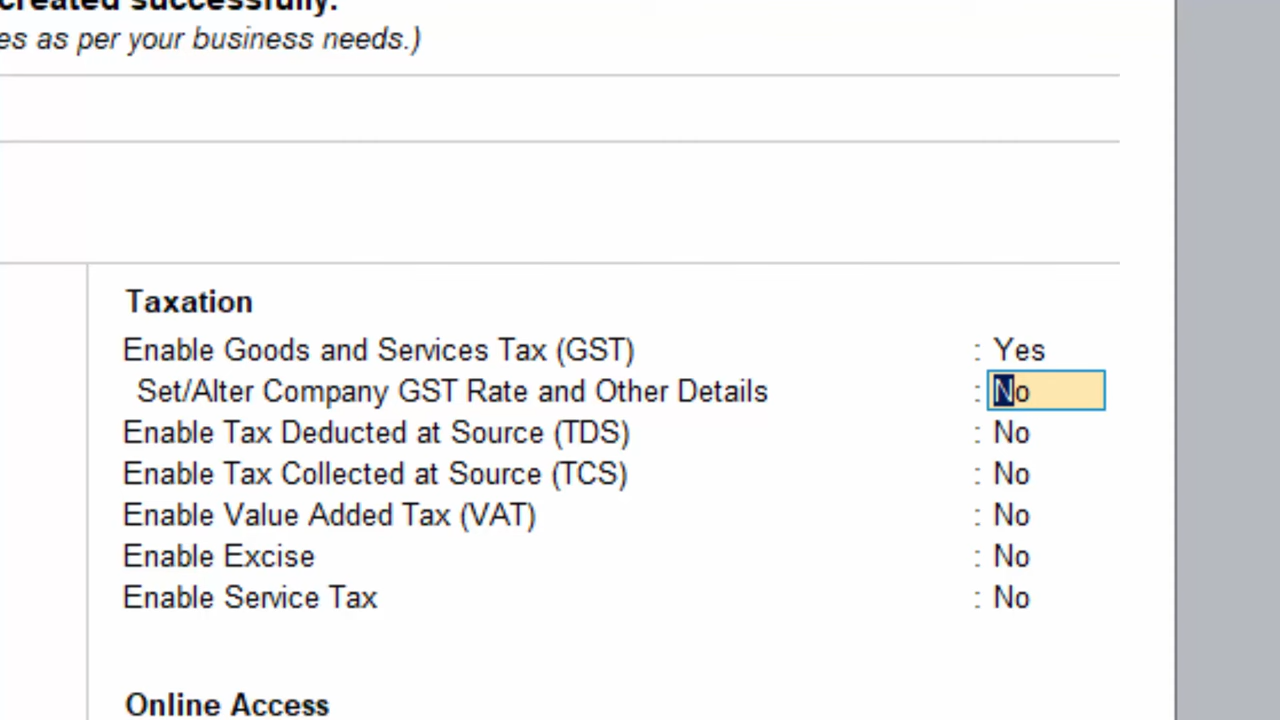 created successfully.
es as per your business needs.)
Taxation
Enable Goods and Services Tax (GST) : Yes
Set/Alter Company GST Rate and Other Details : No
Enable Tax Deducted at Source (TDS) : No
Enable Tax Collected at Source (TCS) : No
Enable Value Added Tax (VAT) : No
Enable Excise : No
Enable Service Tax : No
Online Access